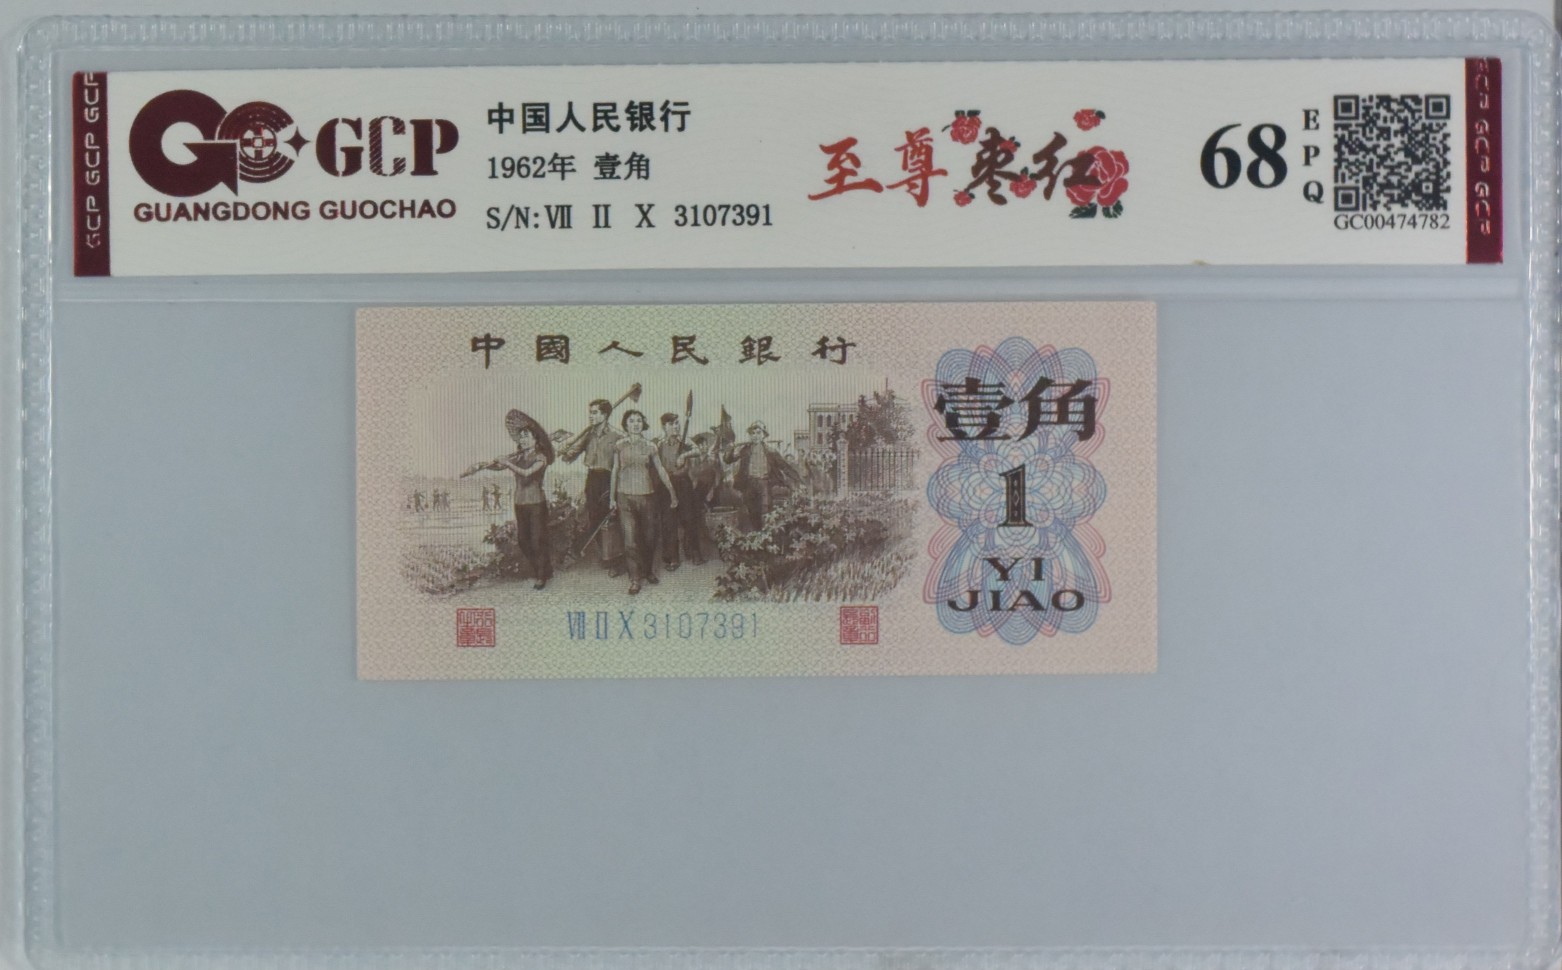 GCP GCP GCP
GCP
GUANGDONG GUOCHAO
中国人民银行
1962年 壹角
S/N:Ⅶ Ⅱ Ⅹ 3107391
至尊枣红
68
EPQ
GC00474782
GCP GCP GCP
中國人民銀行
壹角
1
YI
JIAO
Ⅷ Ⅱ Ⅹ 3107391